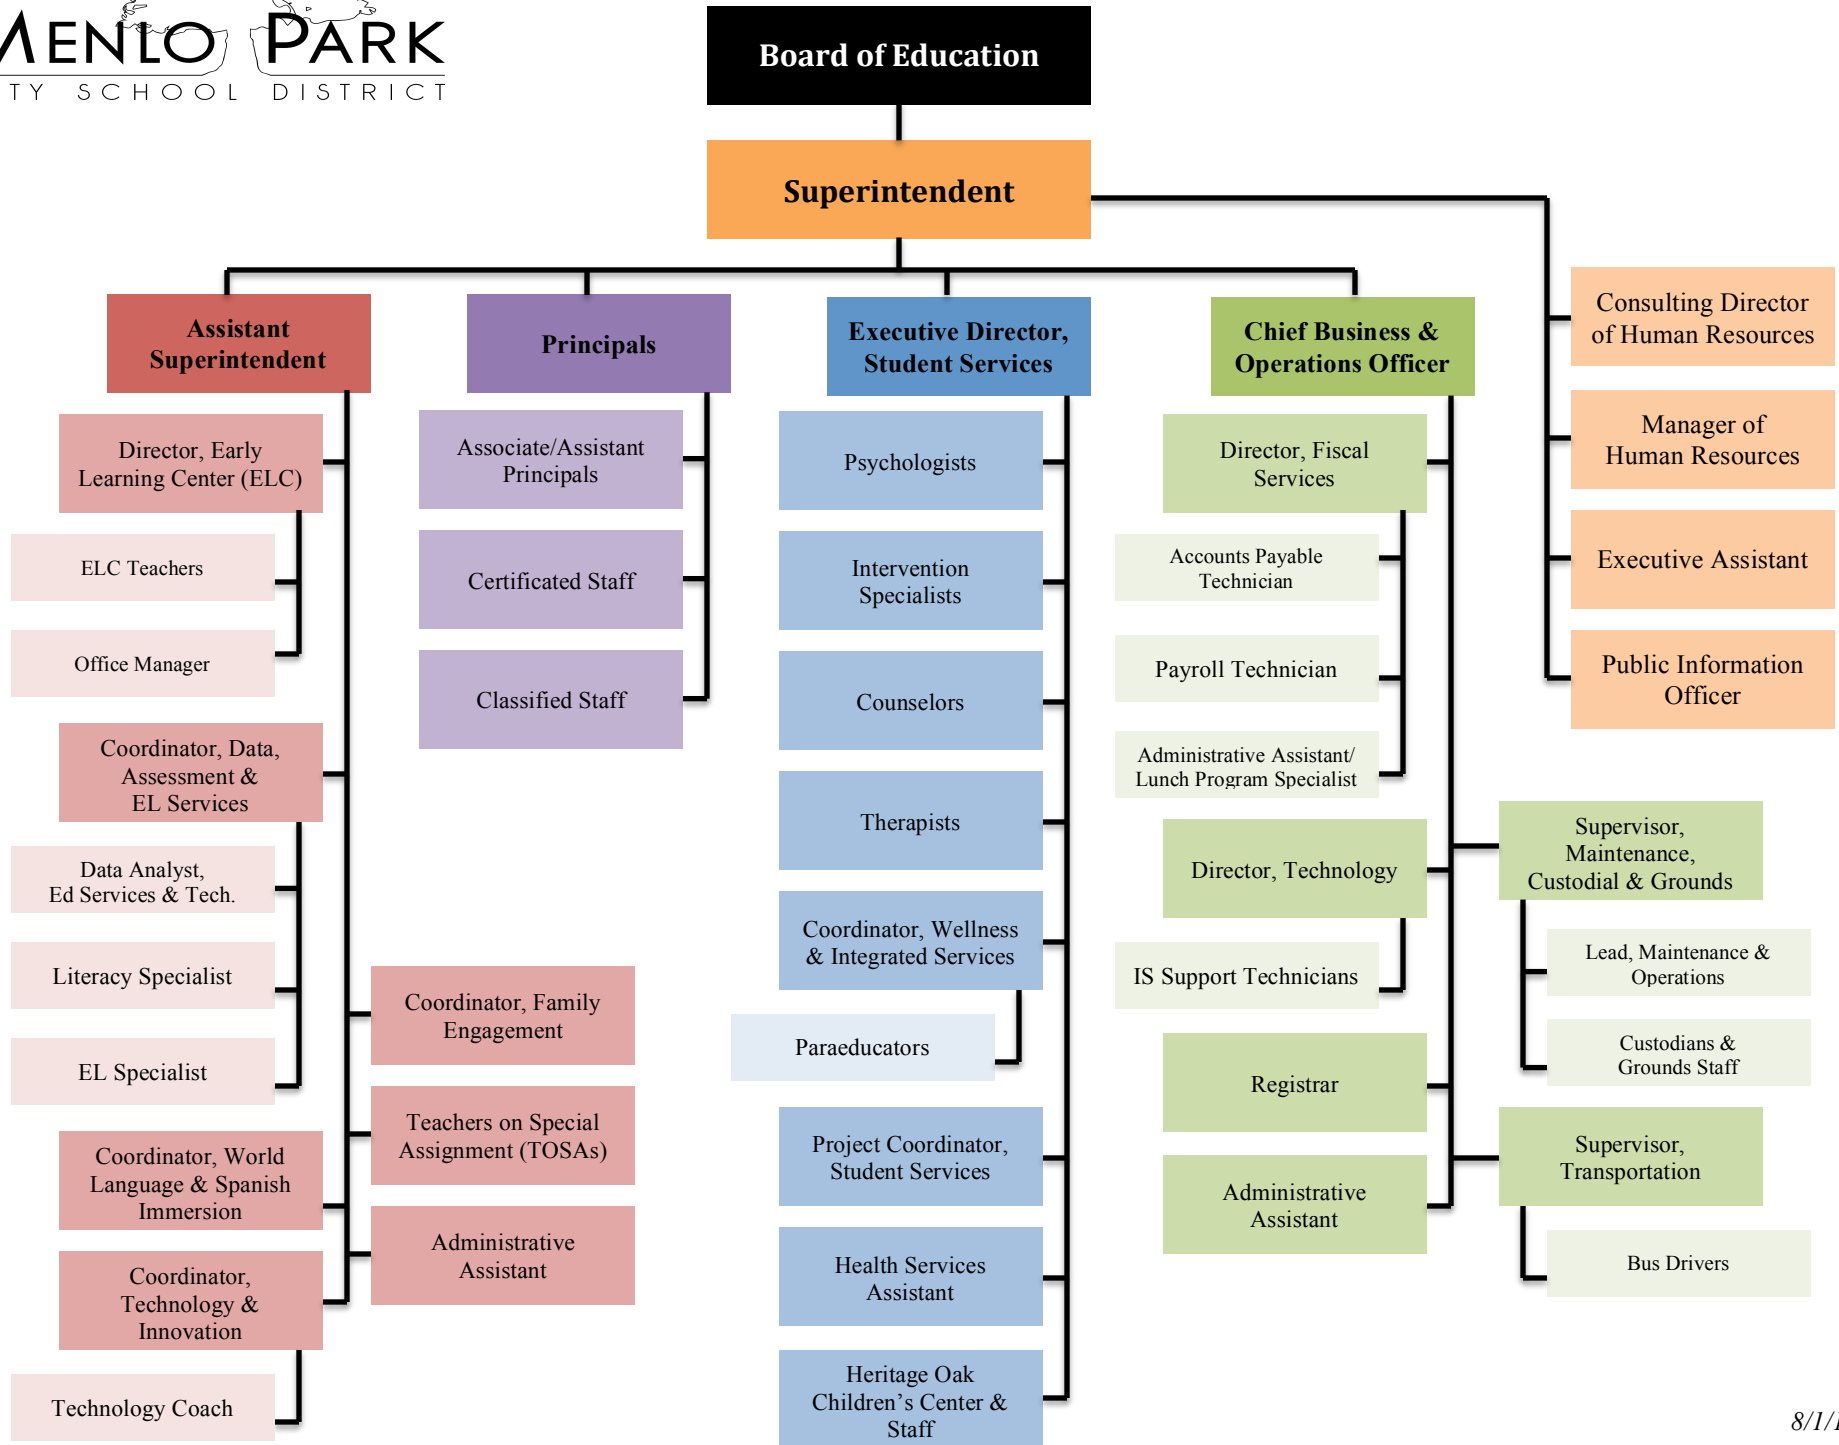 MENLO PARK
TY SCHOOL DISTRICT
Board of Education
Superintendent
Assistant
Superintendent
Director, Early
Learning Center (ELC)
ELC Teachers
Office Manager
Coordinator, Data,
Assessment &
EL Services
Data Analyst,
Ed Services & Tech.
Literacy Specialist
EL Specialist
Coordinator, World
Language & Spanish
Immersion
Coordinator,
Technology &
Innovation
Technology Coach
Coordinator, Family
Engagement
Teachers on Special
Assignment (TOSAs)
Administrative
Assistant
Principals
Associate/Assistant
Principals
Certificated Staff
Classified Staff
Executive Director,
Student Services
Psychologists
Intervention
Specialists
Counselors
Therapists
Coordinator, Wellness
& Integrated Services
Paraeducators
Project Coordinator,
Student Services
Health Services
Assistant
Heritage Oak
Children’s Center &
Staff
Chief Business &
Operations Officer
Director, Fiscal
Services
Accounts Payable
Technician
Payroll Technician
Administrative Assistant/
Lunch Program Specialist
Director, Technology
IS Support Technicians
Registrar
Administrative
Assistant
Supervisor,
Maintenance,
Custodial & Grounds
Lead, Maintenance &
Operations
Custodians &
Grounds Staff
Supervisor,
Transportation
Bus Drivers
Consulting Director
of Human Resources
Manager of
Human Resources
Executive Assistant
Public Information
Officer
8/1/1